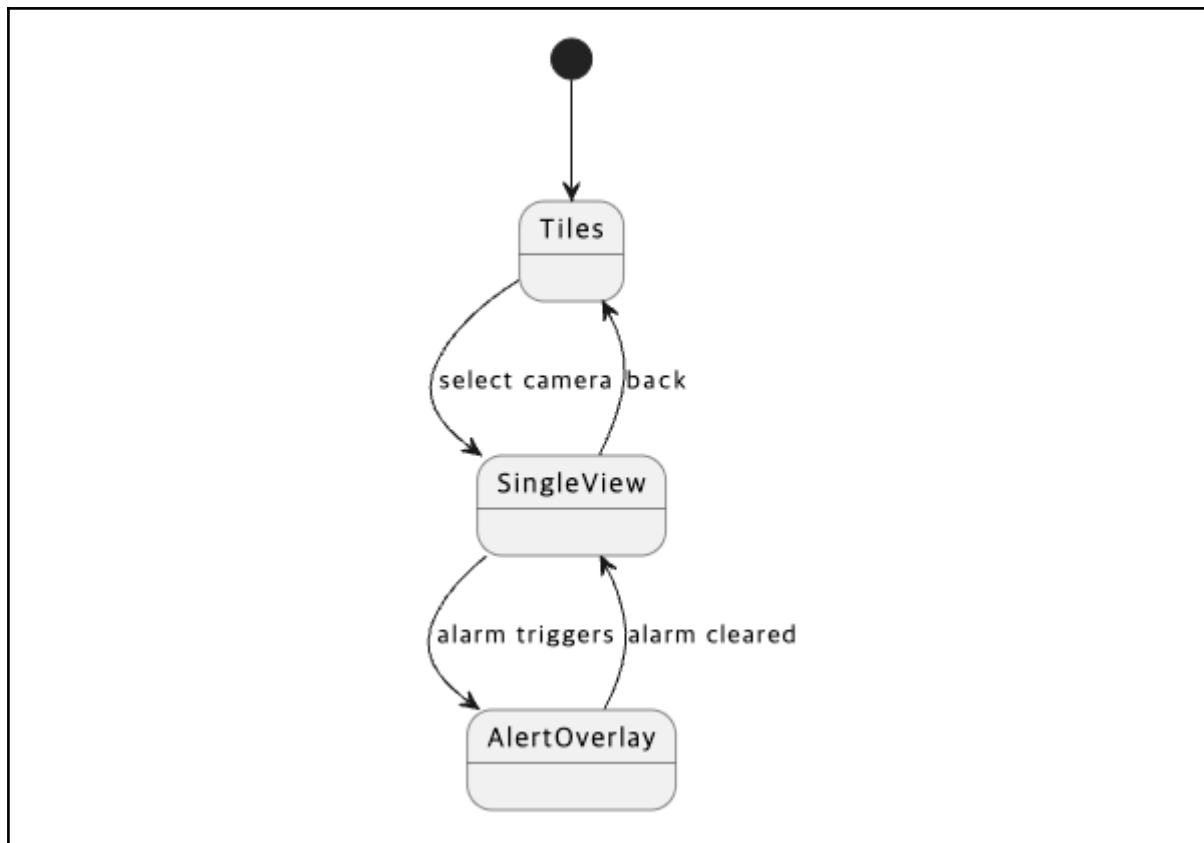 Tiles
select camera
back
SingleView
alarm triggers
alarm cleared
AlertOverlay